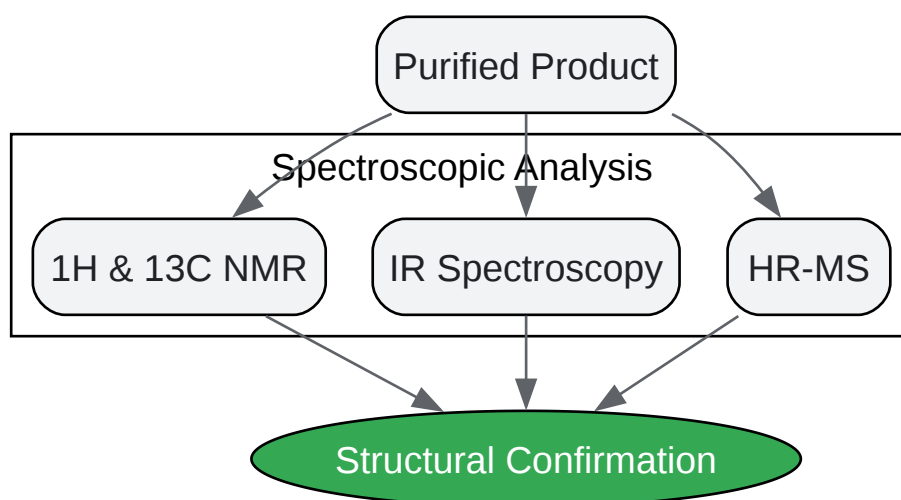 Purified Product
Spectroscopic Analysis
1H & 13C NMR
IR Spectroscopy
HR-MS
Structural Confirmation